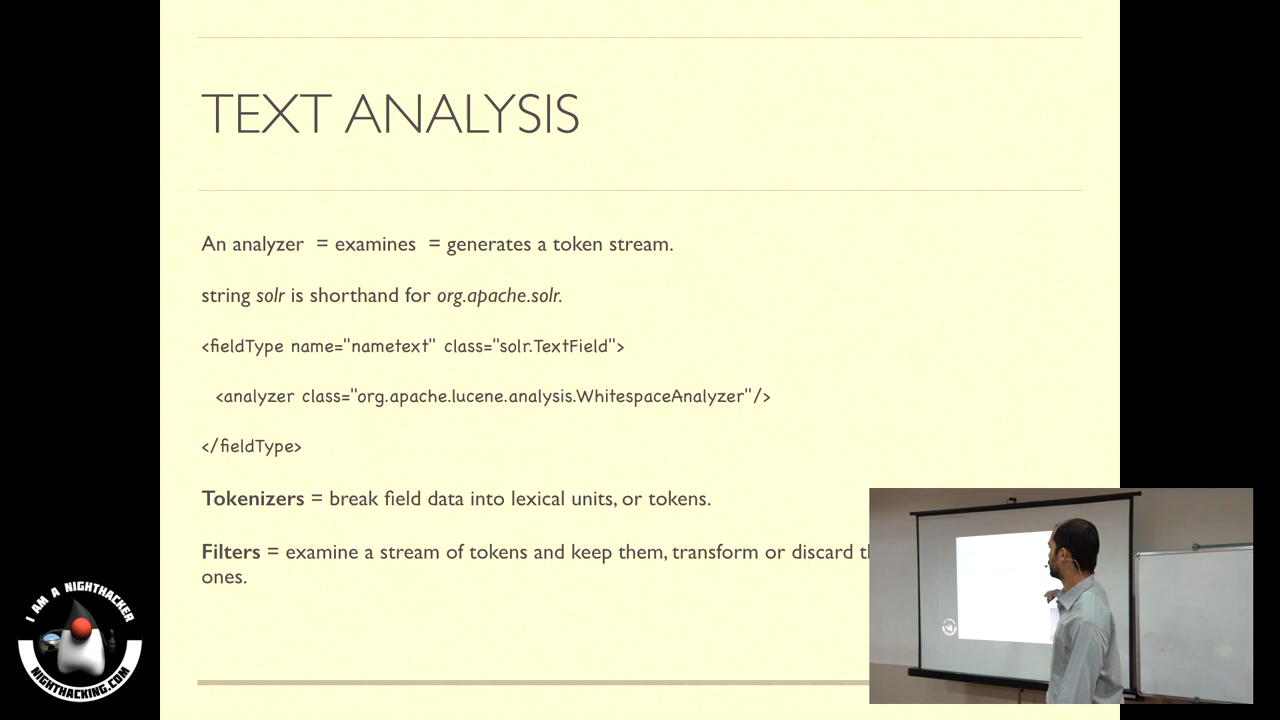 TEXT ANALYSIS
An analyzer = examines = generates a token stream.
string solr is shorthand for org.apache.solr.
<fieldType name="nametext" class="solr.TextField">
<analyzer class="org.apache.lucene.analysis.WhitespaceAnalyzer"/>
</fieldType>
Tokenizers = break field data into lexical units, or tokens.
Filters = examine a stream of tokens and keep them, transform or discard
ones.
I AM A NIGHTHACKER
NIGHTHACKING.COM